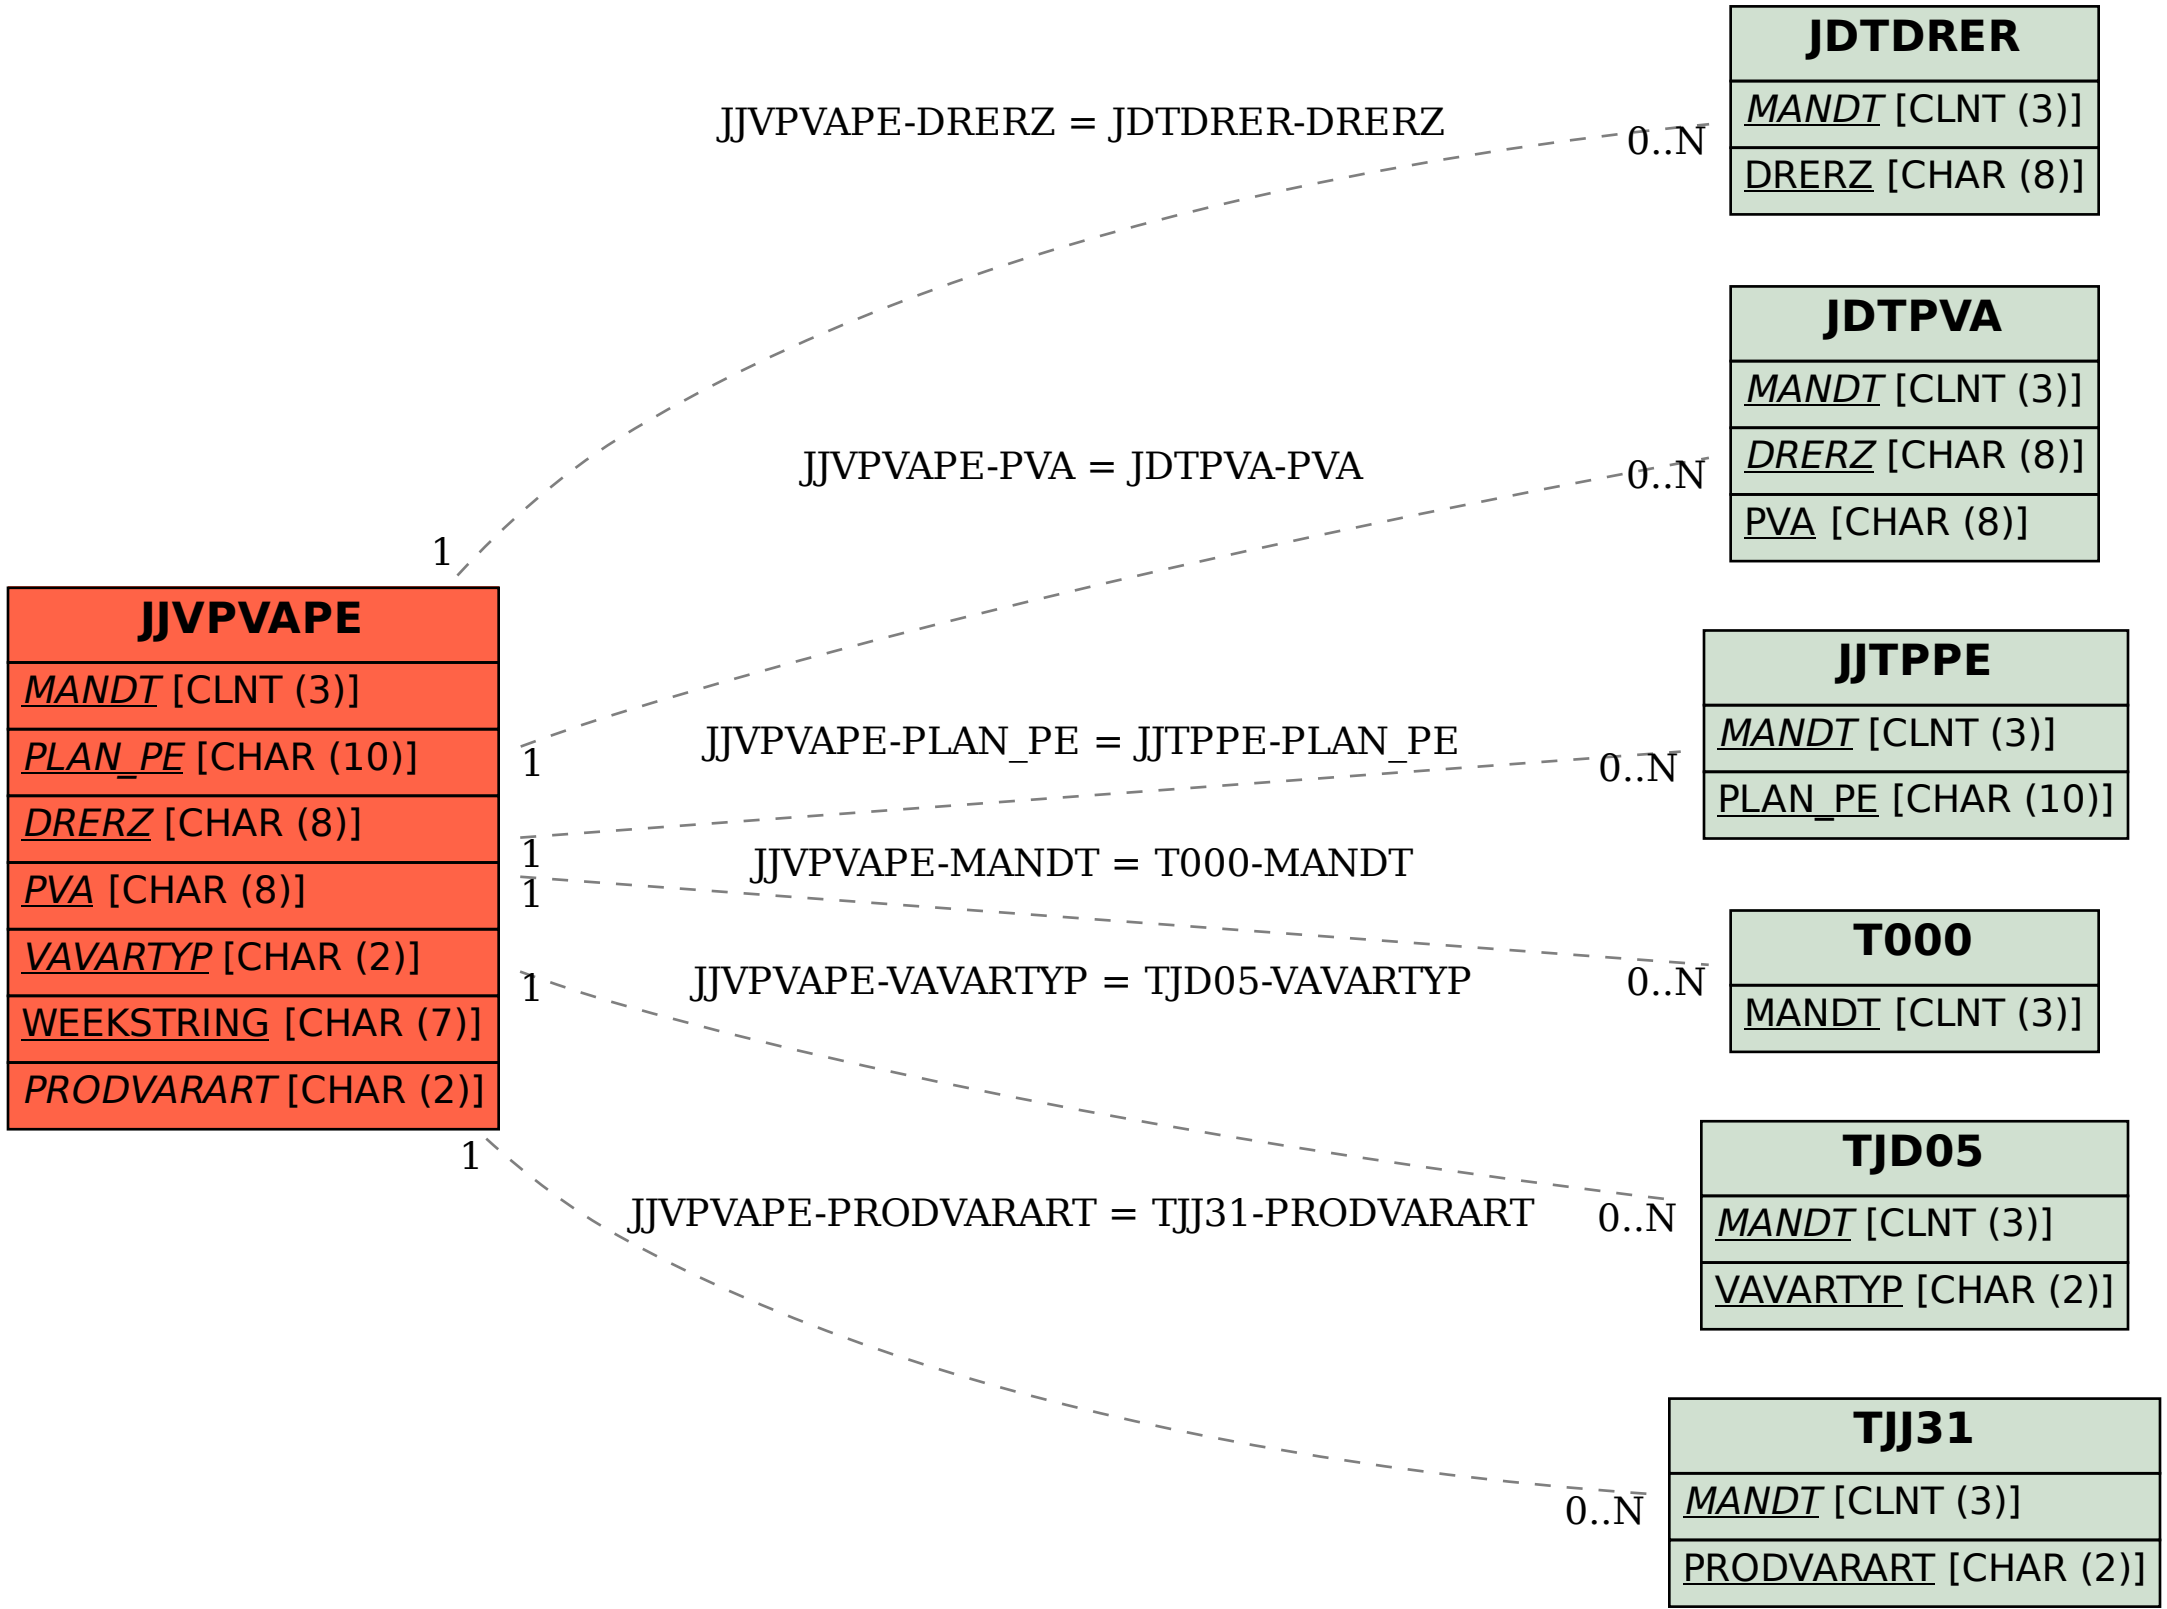 JDTDRER
MANDT [CLNT (3)]
DRERZ [CHAR (8)]
JJVPVAPE-DRERZ = JDTDRER-DRERZ
0..N
1
JDTPVA
MANDT [CLNT (3)]
DRERZ [CHAR (8)]
PVA [CHAR (8)]
JJVPVAPE-PVA = JDTPVA-PVA
0..N
1
JJVPVAPE
MANDT [CLNT (3)]
PLAN_PE [CHAR (10)]
DRERZ [CHAR (8)]
PVA [CHAR (8)]
VAVARTYP [CHAR (2)]
WEEKSTRING [CHAR (7)]
PRODVARART [CHAR (2)]
JJTPPE
MANDT [CLNT (3)]
PLAN_PE [CHAR (10)]
JJVPVAPE-PLAN_PE = JJTPPE-PLAN_PE
0..N
1
JJVPVAPE-MANDT = T000-MANDT
1
0..N
T000
MANDT [CLNT (3)]
JJVPVAPE-VAVARTYP = TJD05-VAVARTYP
1
0..N
TJD05
MANDT [CLNT (3)]
VAVARTYP [CHAR (2)]
1
JJVPVAPE-PRODVARART = TJJ31-PRODVARART
0..N
TJJ31
MANDT [CLNT (3)]
PRODVARART [CHAR (2)]